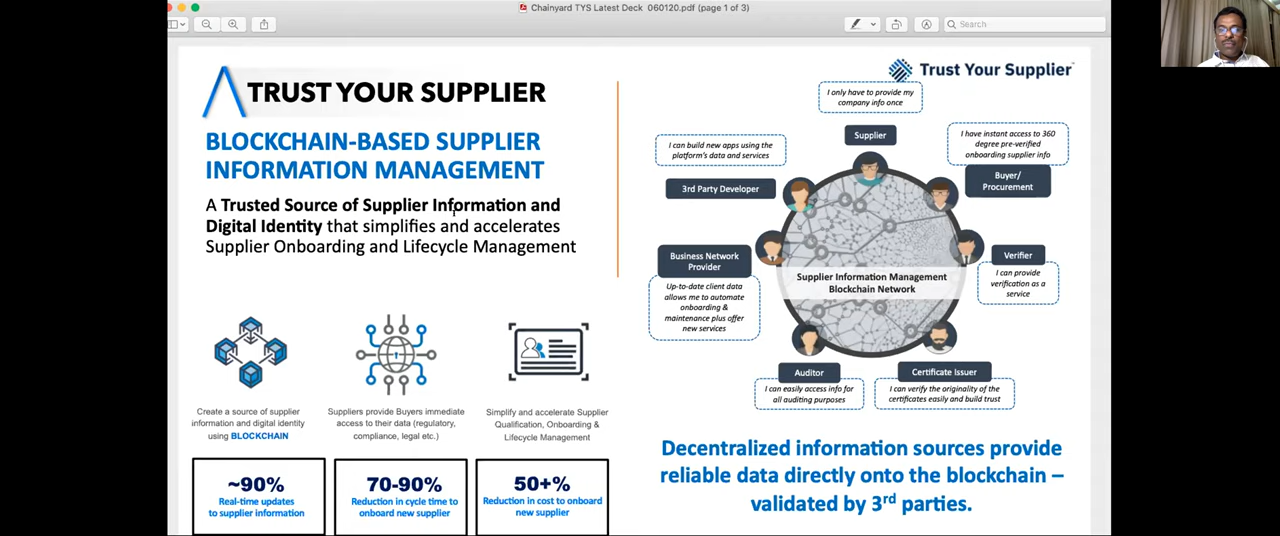 Chainyard TYS Latest Deck 060120.pdf (page 1 of 3)
Search
TRUST YOUR SUPPLIER
BLOCKCHAIN-BASED SUPPLIER
INFORMATION MANAGEMENT
A Trusted Source of Supplier Information and
Digital Identity that simplifies and accelerates
Supplier Onboarding and Lifecycle Management
Create a source of supplier
information and digital identity
using BLOCKCHAIN
Suppliers provide Buyers immediate
access to their data (regulatory,
compliance, legal etc.)
Simplify and accelerate Supplier
Qualification, Onboarding &
Lifecycle Management
~90%
Real-time updates
to supplier information
70-90%
Reduction in cycle time to
onboard new supplier
50+%
Reduction in cost to onboard
new supplier
Trust Your Supplier
I only have to provide my
company info once
Supplier
I can build new apps using the
platform's data and services
3rd Party Developer
I have instant access to 360
degree pre-verified
onboarding supplier info
Buyer/
Procurement
Business Network
Provider
Up-to-date client data
allows me to automate
onboarding &
maintenance plus offer
new services
Supplier Information Management
Blockchain Network
Verifier
I can provide
verification as a
service
Auditor
I can easily access info for
all auditing purposes
Certificate Issuer
I can verify the originality of the
certificates easily and build trust
Decentralized information sources provide
reliable data directly onto the blockchain –
validated by 3rd parties.